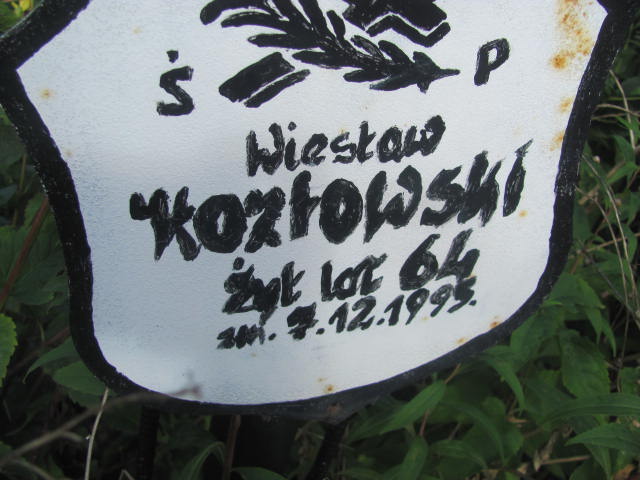 Ś P
Wiesław
KozłowSKi
Żył lat 64
zm. 7.12.1995.